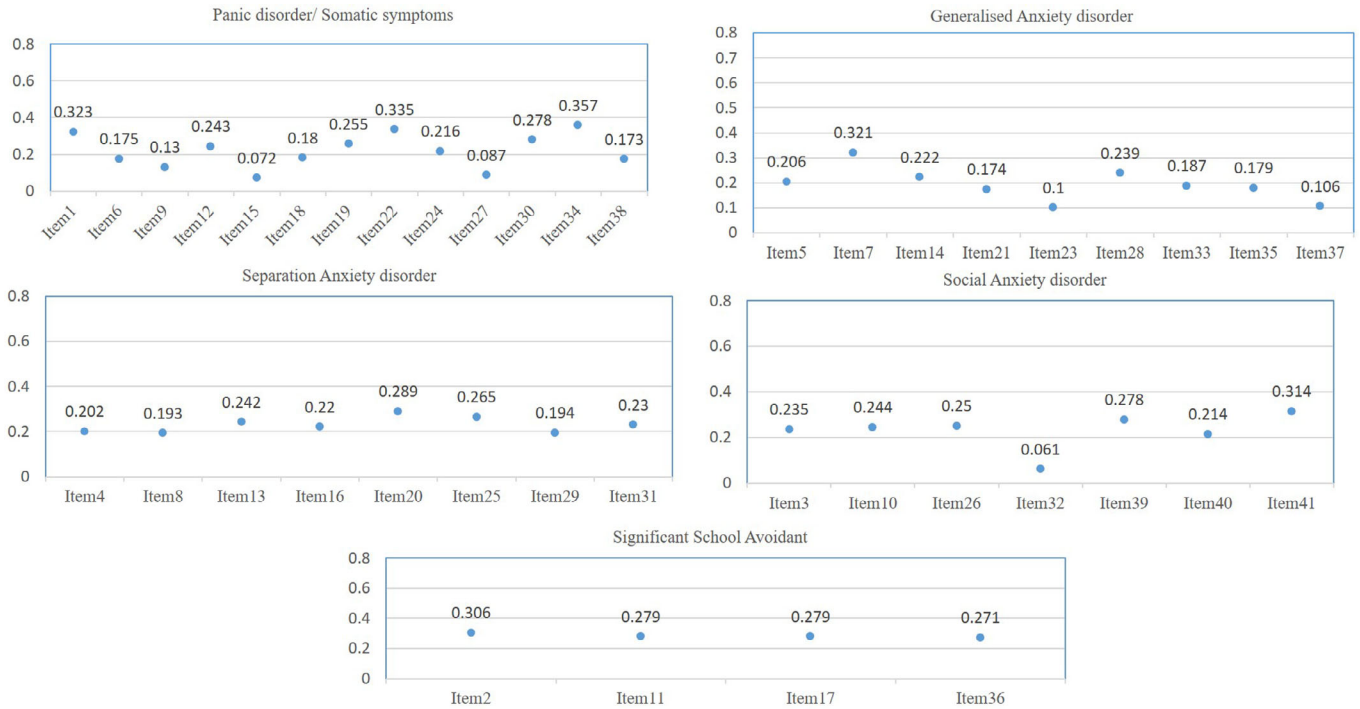 Panic disorder/ Somatic symptoms
0.8
0.6
0.4
0.2
0
0.323
0.175
0.13
0.243
0.072
0.18
0.255
0.335
0.216
0.087
0.278
0.357
0.173
Item1
Item6
Item9
Item12
Item15
Item18
Item19
Item22
Item24
Item27
Item30
Item34
Item38
Generalised Anxiety disorder
0.8
0.7
0.6
0.5
0.4
0.3
0.2
0.1
0
0.206
0.321
0.222
0.174
0.1
0.239
0.187
0.179
0.106
Item5
Item7
Item14
Item21
Item23
Item28
Item33
Item35
Item37
Separation Anxiety disorder
0.8
0.6
0.4
0.2
0
0.202
0.193
0.242
0.22
0.289
0.265
0.194
0.23
Item4
Item8
Item13
Item16
Item20
Item25
Item29
Item31
Social Anxiety disorder
0.8
0.6
0.4
0.2
0
0.235
0.244
0.25
0.061
0.278
0.214
0.314
Item3
Item10
Item26
Item32
Item39
Item40
Item41
Significant School Avoidant
0.8
0.6
0.4
0.2
0
0.306
0.279
0.279
0.271
Item2
Item11
Item17
Item36